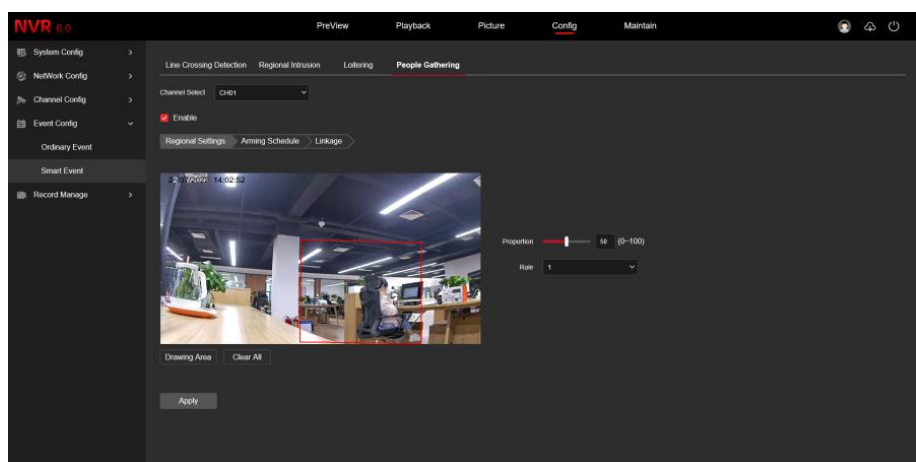 NVR 6.0 PreView Playback Picture Config Maintain
System Config
NetWork Config
Channel Config
Event Config
Ordinary Event
Smart Event
Record Manage
Line Crossing Detection Regional Intrusion Loitering People Gathering
Channel Select CH01
Enable
Regional Settings Arming Schedule Linkage
14:02:52
Proportion 50 (0~100)
Rule 1
Drawing Area Clear All
Apply